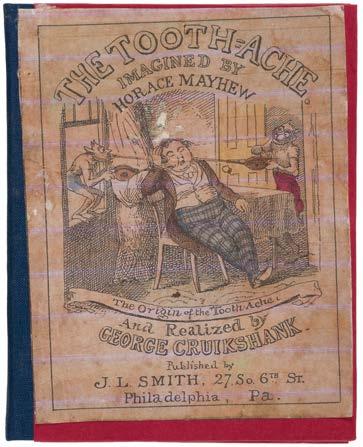 THE TOOTH-ACHE
IMAGINED BY
HORACE MAYHEW
The Origin of the Tooth Ache.
And Realized by
GEORGE CRUIKSHANK
Published by
J. L. SMITH, 27. So. 6TH ST.
Philadelphia, Pa.